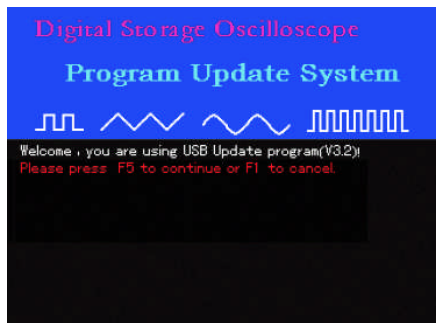 Digital Storage Oscilloscope
Program Update System
Welcome , you are using USB Update program(V3.2)!
Please press F5 to continue or F1 to cancel.